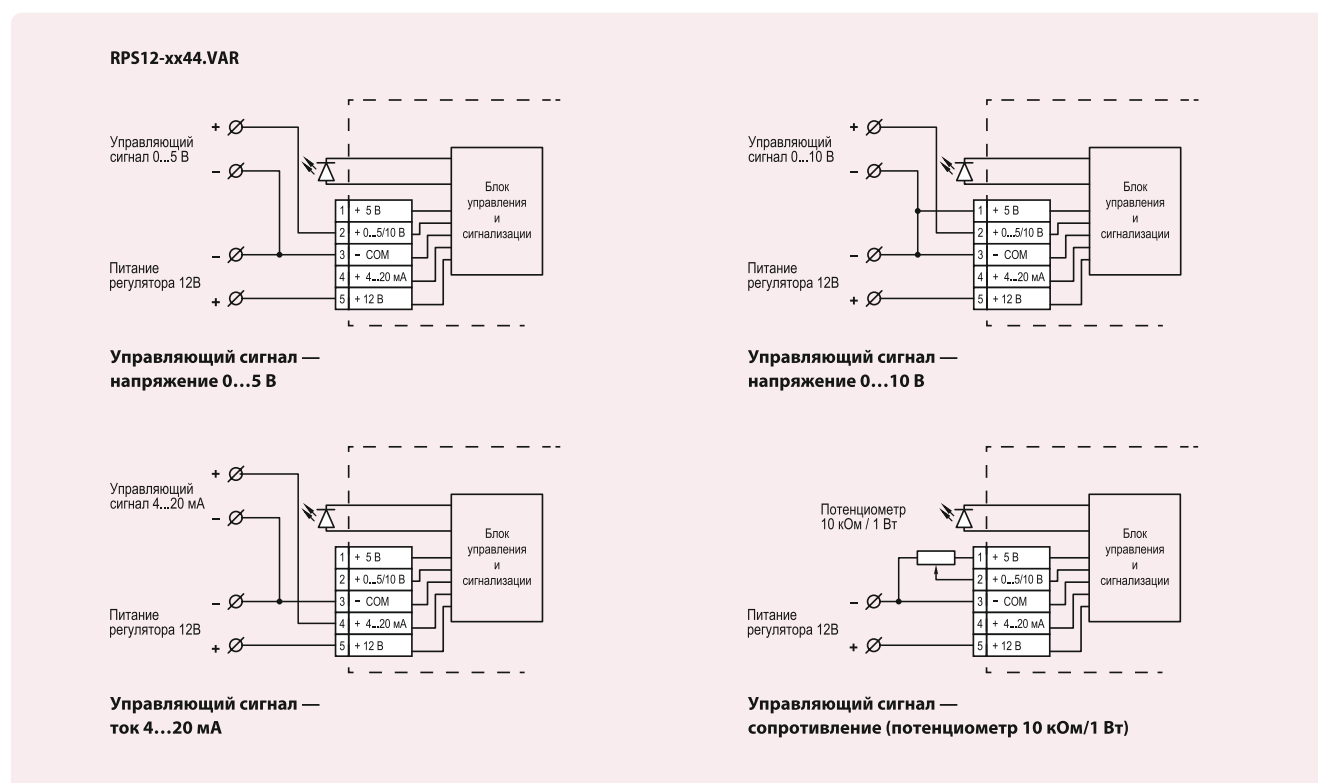 RPS12-xx44.VAR
+
Управляющий
сигнал 0...5 В
–
–
Питание
регулятора 12В
+
1 + 5 В
2 + 0...5/10 В
3 – COM
4 + 4...20 мА
5 + 12 В
Блок
управления
и
сигнализации
Управляющий сигнал —
напряжение 0…5 В
+
Управляющий
сигнал 0...10 В
–
–
Питание
регулятора 12В
+
1 + 5 В
2 + 0...5/10 В
3 – COM
4 + 4...20 мА
5 + 12 В
Блок
управления
и
сигнализации
Управляющий сигнал —
напряжение 0…10 В
+
Управляющий
сигнал 4...20 мА
–
–
Питание
регулятора 12В
+
1 + 5 В
2 + 0...5/10 В
3 – COM
4 + 4...20 мА
5 + 12 В
Блок
управления
и
сигнализации
Управляющий сигнал —
ток 4…20 мА
Потенциометр
10 кОм / 1 Вт
–
Питание
регулятора 12В
+
1 + 5 В
2 + 0...5/10 В
3 – COM
4 + 4...20 мА
5 + 12 В
Блок
управления
и
сигнализации
Управляющий сигнал —
сопротивление (потенциометр 10 кОм/1 Вт)